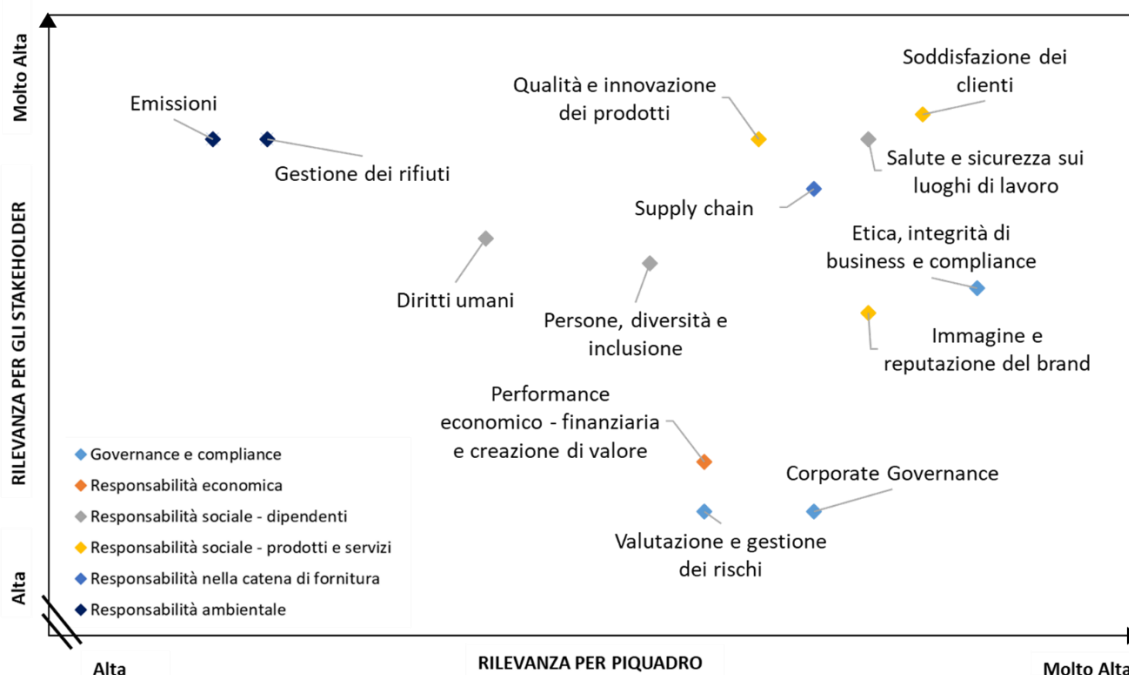 Molto Alta
RILEVANZA PER GLI STAKEHOLDER
Alta
Emissioni
Gestione dei rifiuti
Qualità e innovazione
dei prodotti
Soddisfazione dei
clienti
Salute e sicurezza sui
luoghi di lavoro
Supply chain
Etica, integrità di
business e compliance
Diritti umani
Persone, diversità e
inclusione
Immagine e
reputazione del brand
Performance
economico - finanziaria
e creazione di valore
Corporate Governance
Valutazione e gestione
dei rischi
Governance e compliance
Responsabilità economica
Responsabilità sociale - dipendenti
Responsabilità sociale - prodotti e servizi
Responsabilità nella catena di fornitura
Responsabilità ambientale
Alta
RILEVANZA PER PIQUADRO
Molto Alta